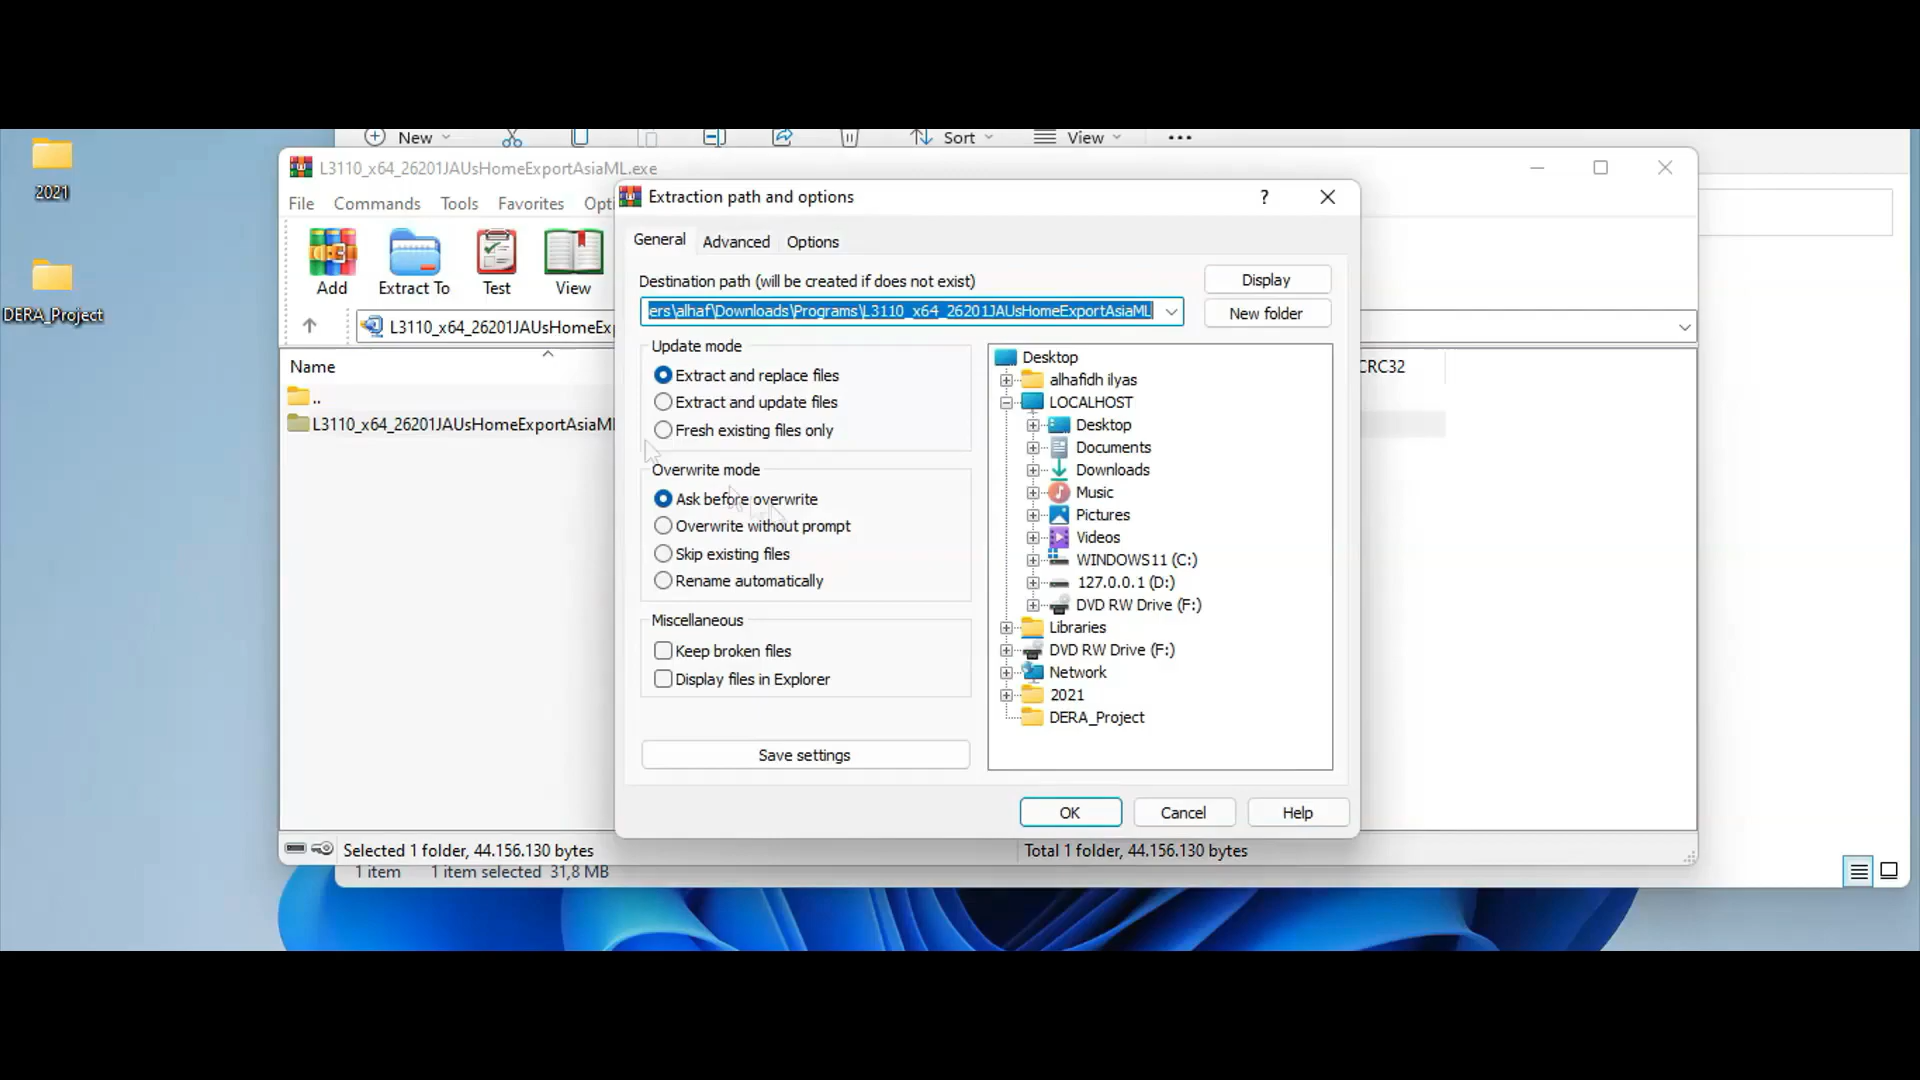 New
Sort
View
2021
DERA_Project
L3110_x64_26201JAUsHomeExportAsiaML.exe
File Commands Tools Favorites Opti
Add Extract To Test View
L3110_x64_26201JAUsHomeExp
Name
CRC32
..
L3110_x64_26201JAUsHomeExportAsiaML
Extraction path and options
?
General Advanced Options
Destination path (will be created if does not exist)
ers\alhaf\Downloads\Programs\L3110_x64_26201JAUsHomeExportAsiaML
Display
New folder
Update mode
Extract and replace files
Extract and update files
Fresh existing files only
Overwrite mode
Ask before overwrite
Overwrite without prompt
Skip existing files
Rename automatically
Miscellaneous
Keep broken files
Display files in Explorer
Save settings
Desktop
alhafidh ilyas
LOCALHOST
Desktop
Documents
Downloads
Music
Pictures
Videos
WINDOWS11 (C:)
127.0.0.1 (D:)
DVD RW Drive (F:)
Libraries
DVD RW Drive (F:)
Network
2021
DERA_Project
OK Cancel Help
Selected 1 folder, 44.156.130 bytes
Total 1 folder, 44.156.130 bytes
1 item 1 item selected 31,8 MB